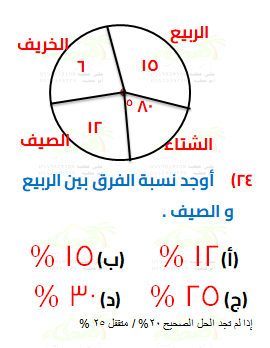 الربيع
الخريف
١٥
٦
٨٠ °
١٢
الصيف
الشتاء
٢٤) أوجد نسبة الفرق بين الربيع
و الصيف .
(أ) ١٢ % (ب) ١٥ %
(ج) ٢٥ % (د) ٣٠ %
إذا لم تجد الحل الصحيح ٢٠% / متقفل ٢٥ %